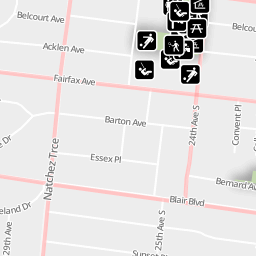 Belcourt Ave
Belcou
Acklen Ave
Fairfax Ave
Barton Ave
24th Ave S
Convent Pl
Natchez Trce
Essex Pl
Bernard A
Blair Blvd
eland Dr
29th Ave
25th Ave S